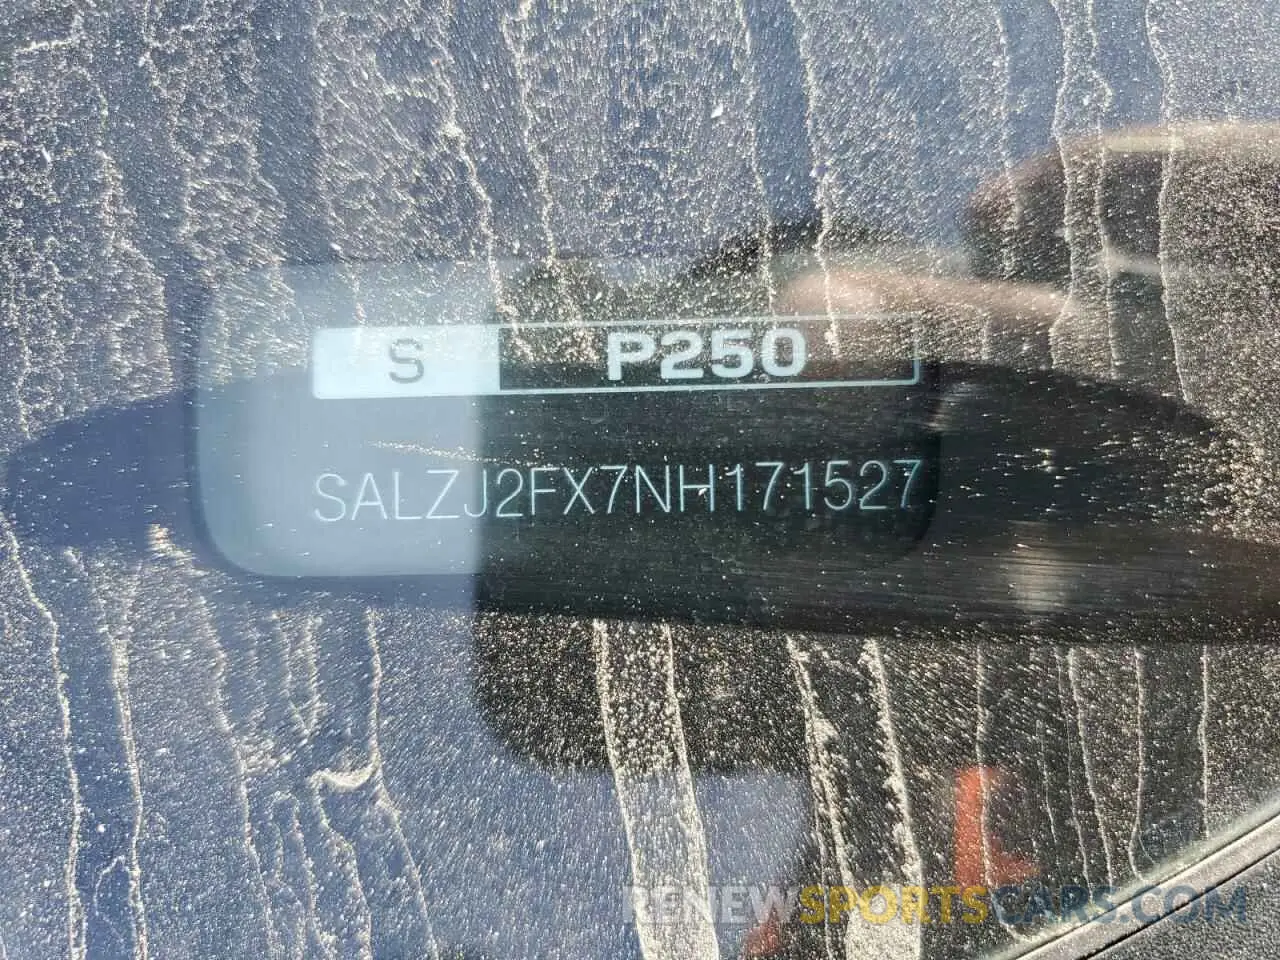 S P250
SALZJ2FX7NH171527
RENEWSPORTSCARS.COM